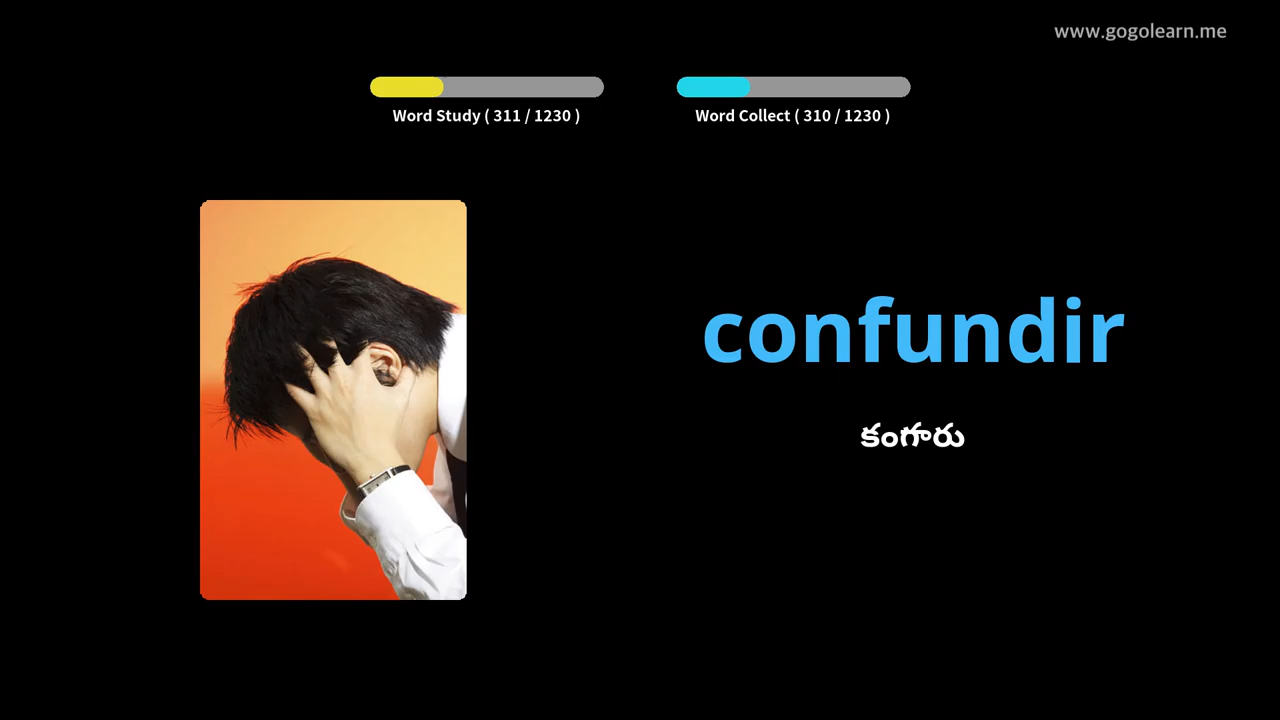 www.gogolearn.me
Word Study ( 311 / 1230 )
Word Collect ( 310 / 1230 )
confundir
కంగారు